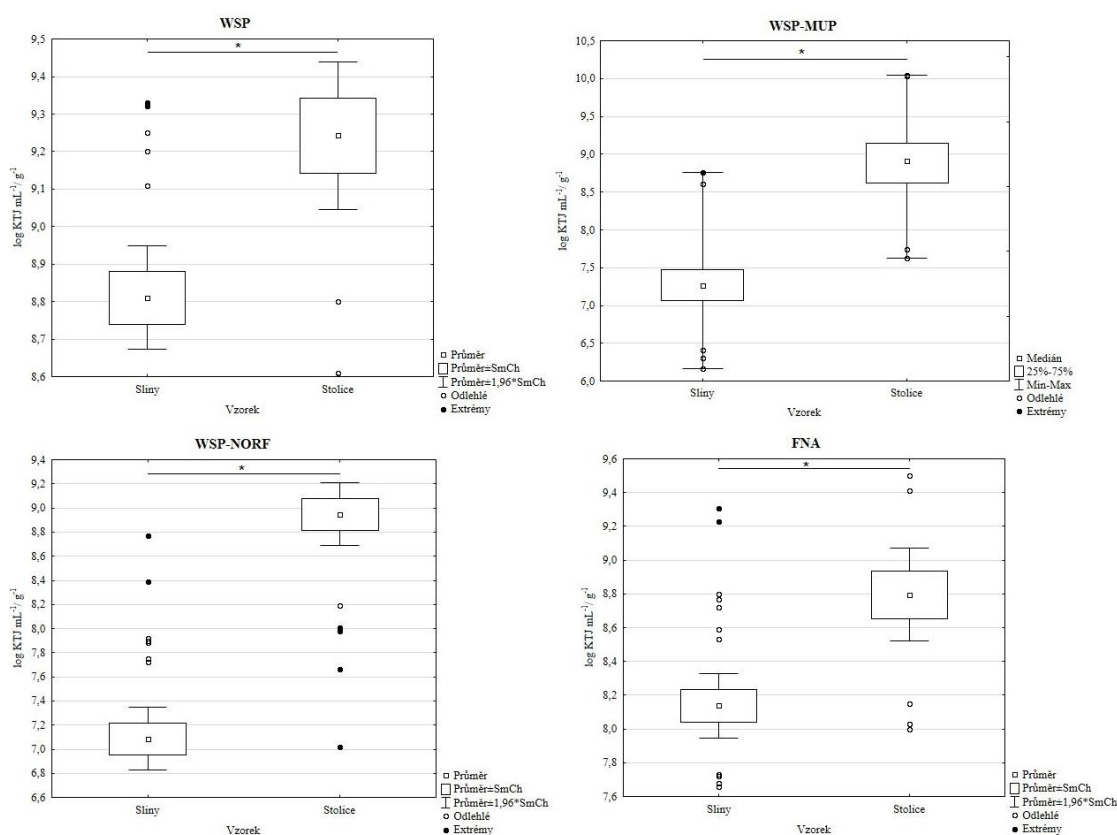 WSP
*
9,5
9,4
9,3
9,2
9,1
9,0
8,9
8,8
8,7
8,6
log KTJ mL⁻¹/ g⁻¹
Sliny Stolice
Vzorek
Průměr
Průměr±SmCh
Průměr±1,96*SmCh
Odlehlé
Extrémy
WSP-MUP
*
10,5
10,0
9,5
9,0
8,5
8,0
7,5
7,0
6,5
6,0
log KTJ mL⁻¹/ g⁻¹
Sliny Stolice
Vzorek
Medián
25%-75%
Min-Max
Odlehlé
Extrémy
WSP-NORF
*
9,4
9,2
9,0
8,8
8,6
8,4
8,2
8,0
7,8
7,6
7,4
7,2
7,0
6,8
6,6
log KTJ mL⁻¹/ g⁻¹
Sliny Stolice
Vzorek
Průměr
Průměr±SmCh
Průměr±1,96*SmCh
Odlehlé
Extrémy
FNA
*
9,6
9,4
9,2
9,0
8,8
8,6
8,4
8,2
8,0
7,8
7,6
log KTJ mL⁻¹/ g⁻¹
Sliny Stolice
Vzorek
Průměr
Průměr±SmCh
Průměr±1,96*SmCh
Odlehlé
Extrémy